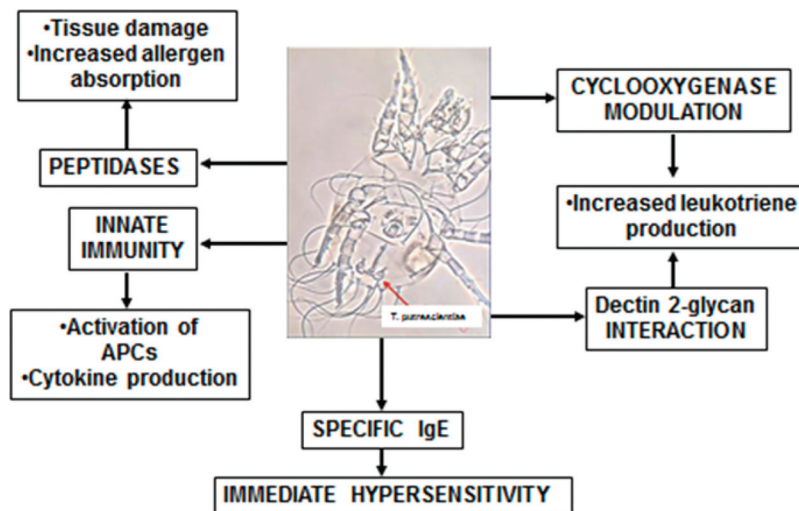 •Tissue damage
•Increased allergen
absorption
PEPTIDASES
INNATE
IMMUNITY
•Activation of
APCs
•Cytokine production
CYCLOOXYGENASE
MODULATION
•Increased leukotriene
production
Dectin 2-glycan
INTERACTION
T. putrescentiae
SPECIFIC IgE
IMMEDIATE HYPERSENSITIVITY